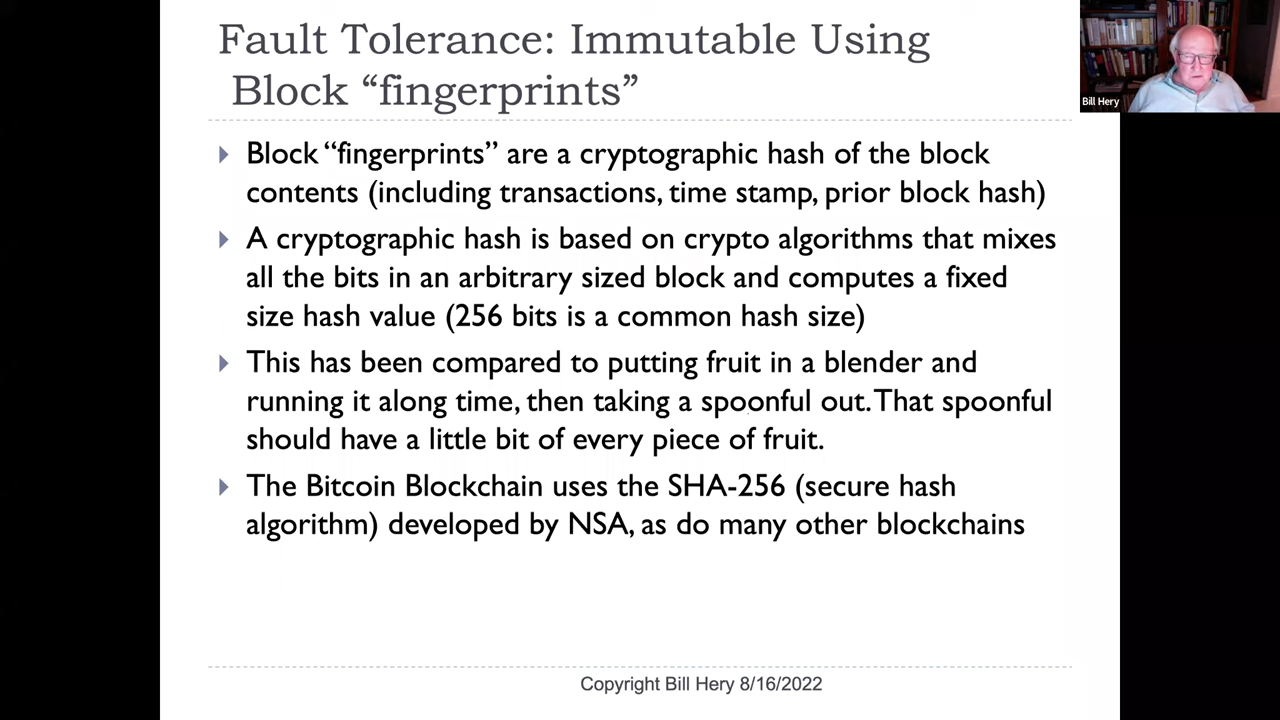 Fault Tolerance: Immutable Using
Block “fingerprints”
Bill Hery
Block “fingerprints” are a cryptographic hash of the block
contents (including transactions, time stamp, prior block hash)
A cryptographic hash is based on crypto algorithms that mixes
all the bits in an arbitrary sized block and computes a fixed
size hash value (256 bits is a common hash size)
This has been compared to putting fruit in a blender and
running it along time, then taking a spoonful out. That spoonful
should have a little bit of every piece of fruit.
The Bitcoin Blockchain uses the SHA-256 (secure hash
algorithm) developed by NSA, as do many other blockchains
Copyright Bill Hery 8/16/2022